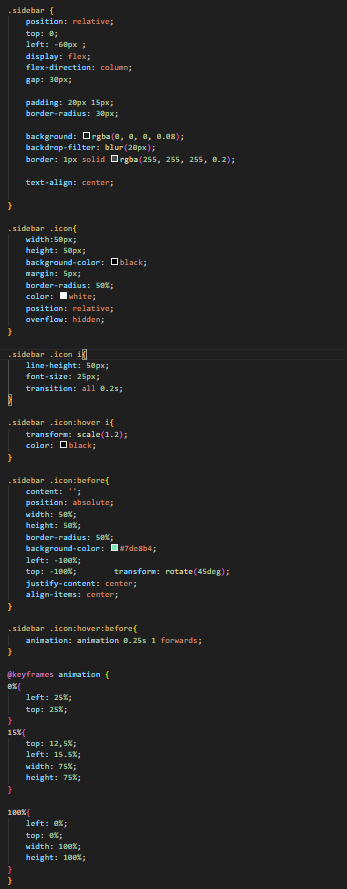 .sidebar {
position: relative;
top: 0;
left: -60px ;
display: flex;
flex-direction: column;
gap: 30px;
padding: 20px 15px;
border-radius: 30px;
background: rgba(0, 0, 0, 0.08);
backdrop-filter: blur(20px);
border: 1px solid rgba(255, 255, 255, 0.2);
text-align: center;
}
.sidebar .icon{
width:50px;
height: 50px;
background-color: black;
margin: 5px;
border-radius: 50%;
color: white;
position: relative;
overflow: hidden;
}
.sidebar .icon i{
line-height: 50px;
font-size: 25px;
transition: all 0.2s;
}
.sidebar .icon:hover i{
transform: scale(1.2);
color: black;
}
.sidebar .icon:before{
content: '';
position: absolute;
width: 50%;
height: 50%;
border-radius: 50%;
background-color: #7de8b4;
left: -100%;
top: -100%; transform: rotate(45deg);
justify-content: center;
align-items: center;
}
.sidebar .icon:hover:before{
animation: animation 0.25s 1 forwards;
}
@keyframes animation {
0%{
left: 25%;
top: 25%;
}
15%{
top: 12,5%;
left: 15.5%;
width: 75%;
height: 75%;
}
100%{
left: 0%;
top: 0%;
width: 100%;
height: 100%;
}
}